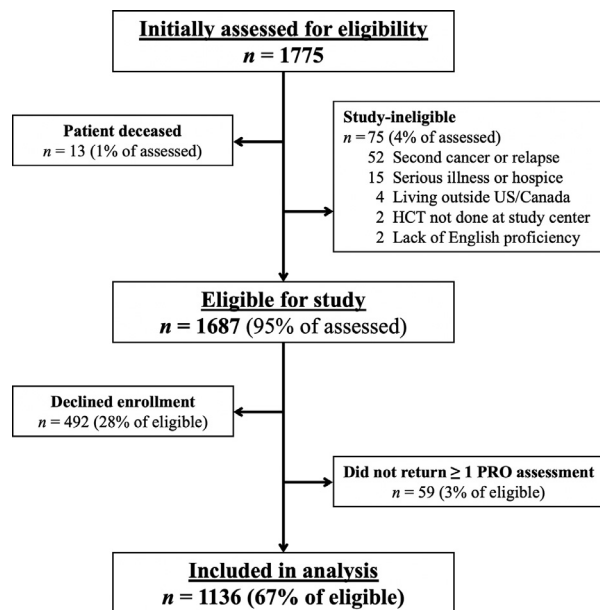 Initially assessed for eligibility
n = 1775
Patient deceased
n = 13 (1% of assessed)
Study-ineligible
n = 75 (4% of assessed)
52 Second cancer or relapse
15 Serious illness or hospice
4 Living outside US/Canada
2 HCT not done at study center
2 Lack of English proficiency
Eligible for study
n = 1687 (95% of assessed)
Declined enrollment
n = 492 (28% of eligible)
Did not return ≥ 1 PRO assessment
n = 59 (3% of eligible)
Included in analysis
n = 1136 (67% of eligible)